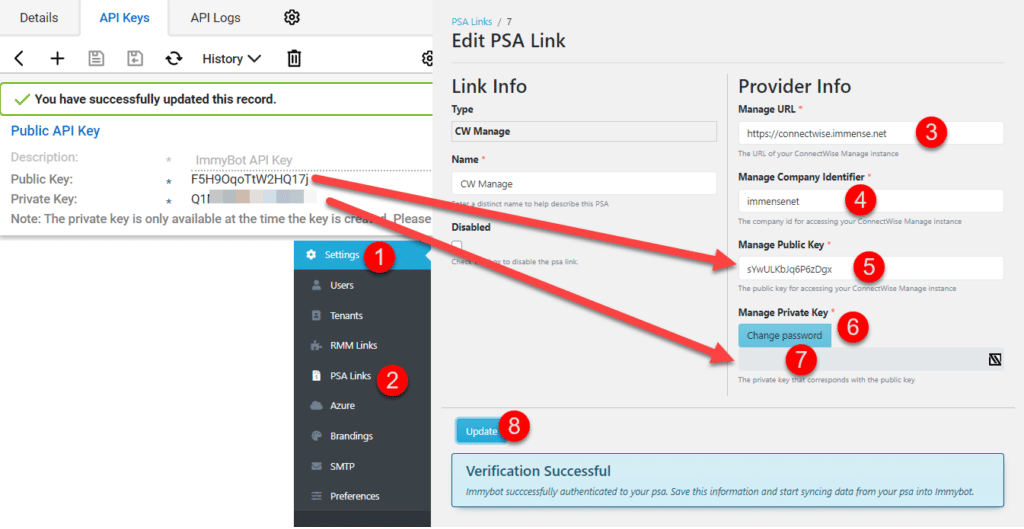 Details
API Keys
API Logs
History
You have successfully updated this record.
Public API Key
Description: * ImmyBot API Key
Public Key: * F5H9OqoTtW2HQ17j
Private Key: * Q1
Note: The private key is only available at the time the key is created. Please
Settings
1
Users
Tenants
RMM Links
PSA Links
2
Azure
Brandings
SMTP
Preferences
PSA Links / 7
Edit PSA Link
Link Info
Type
CW Manage
Name *
CW Manage
Enter a distinct name to help describe this PSA
Disabled
Check to disable the psa link.
Provider Info
Manage URL *
https://connectwise.immense.net
3
The URL of your ConnectWise Manage instance
Manage Company Identifier *
immensenet
4
The company id for accessing your ConnectWise Manage instance
Manage Public Key *
sYwULKbJq6P6zDgx
5
The public key for accessing your ConnectWise Manage instance
Manage Private Key *
6
Change password
7
The private key that corresponds with the public key
Update
8
Verification Successful
Immybot successfully authenticated to your psa. Save this information and start syncing data from your psa into Immybot.